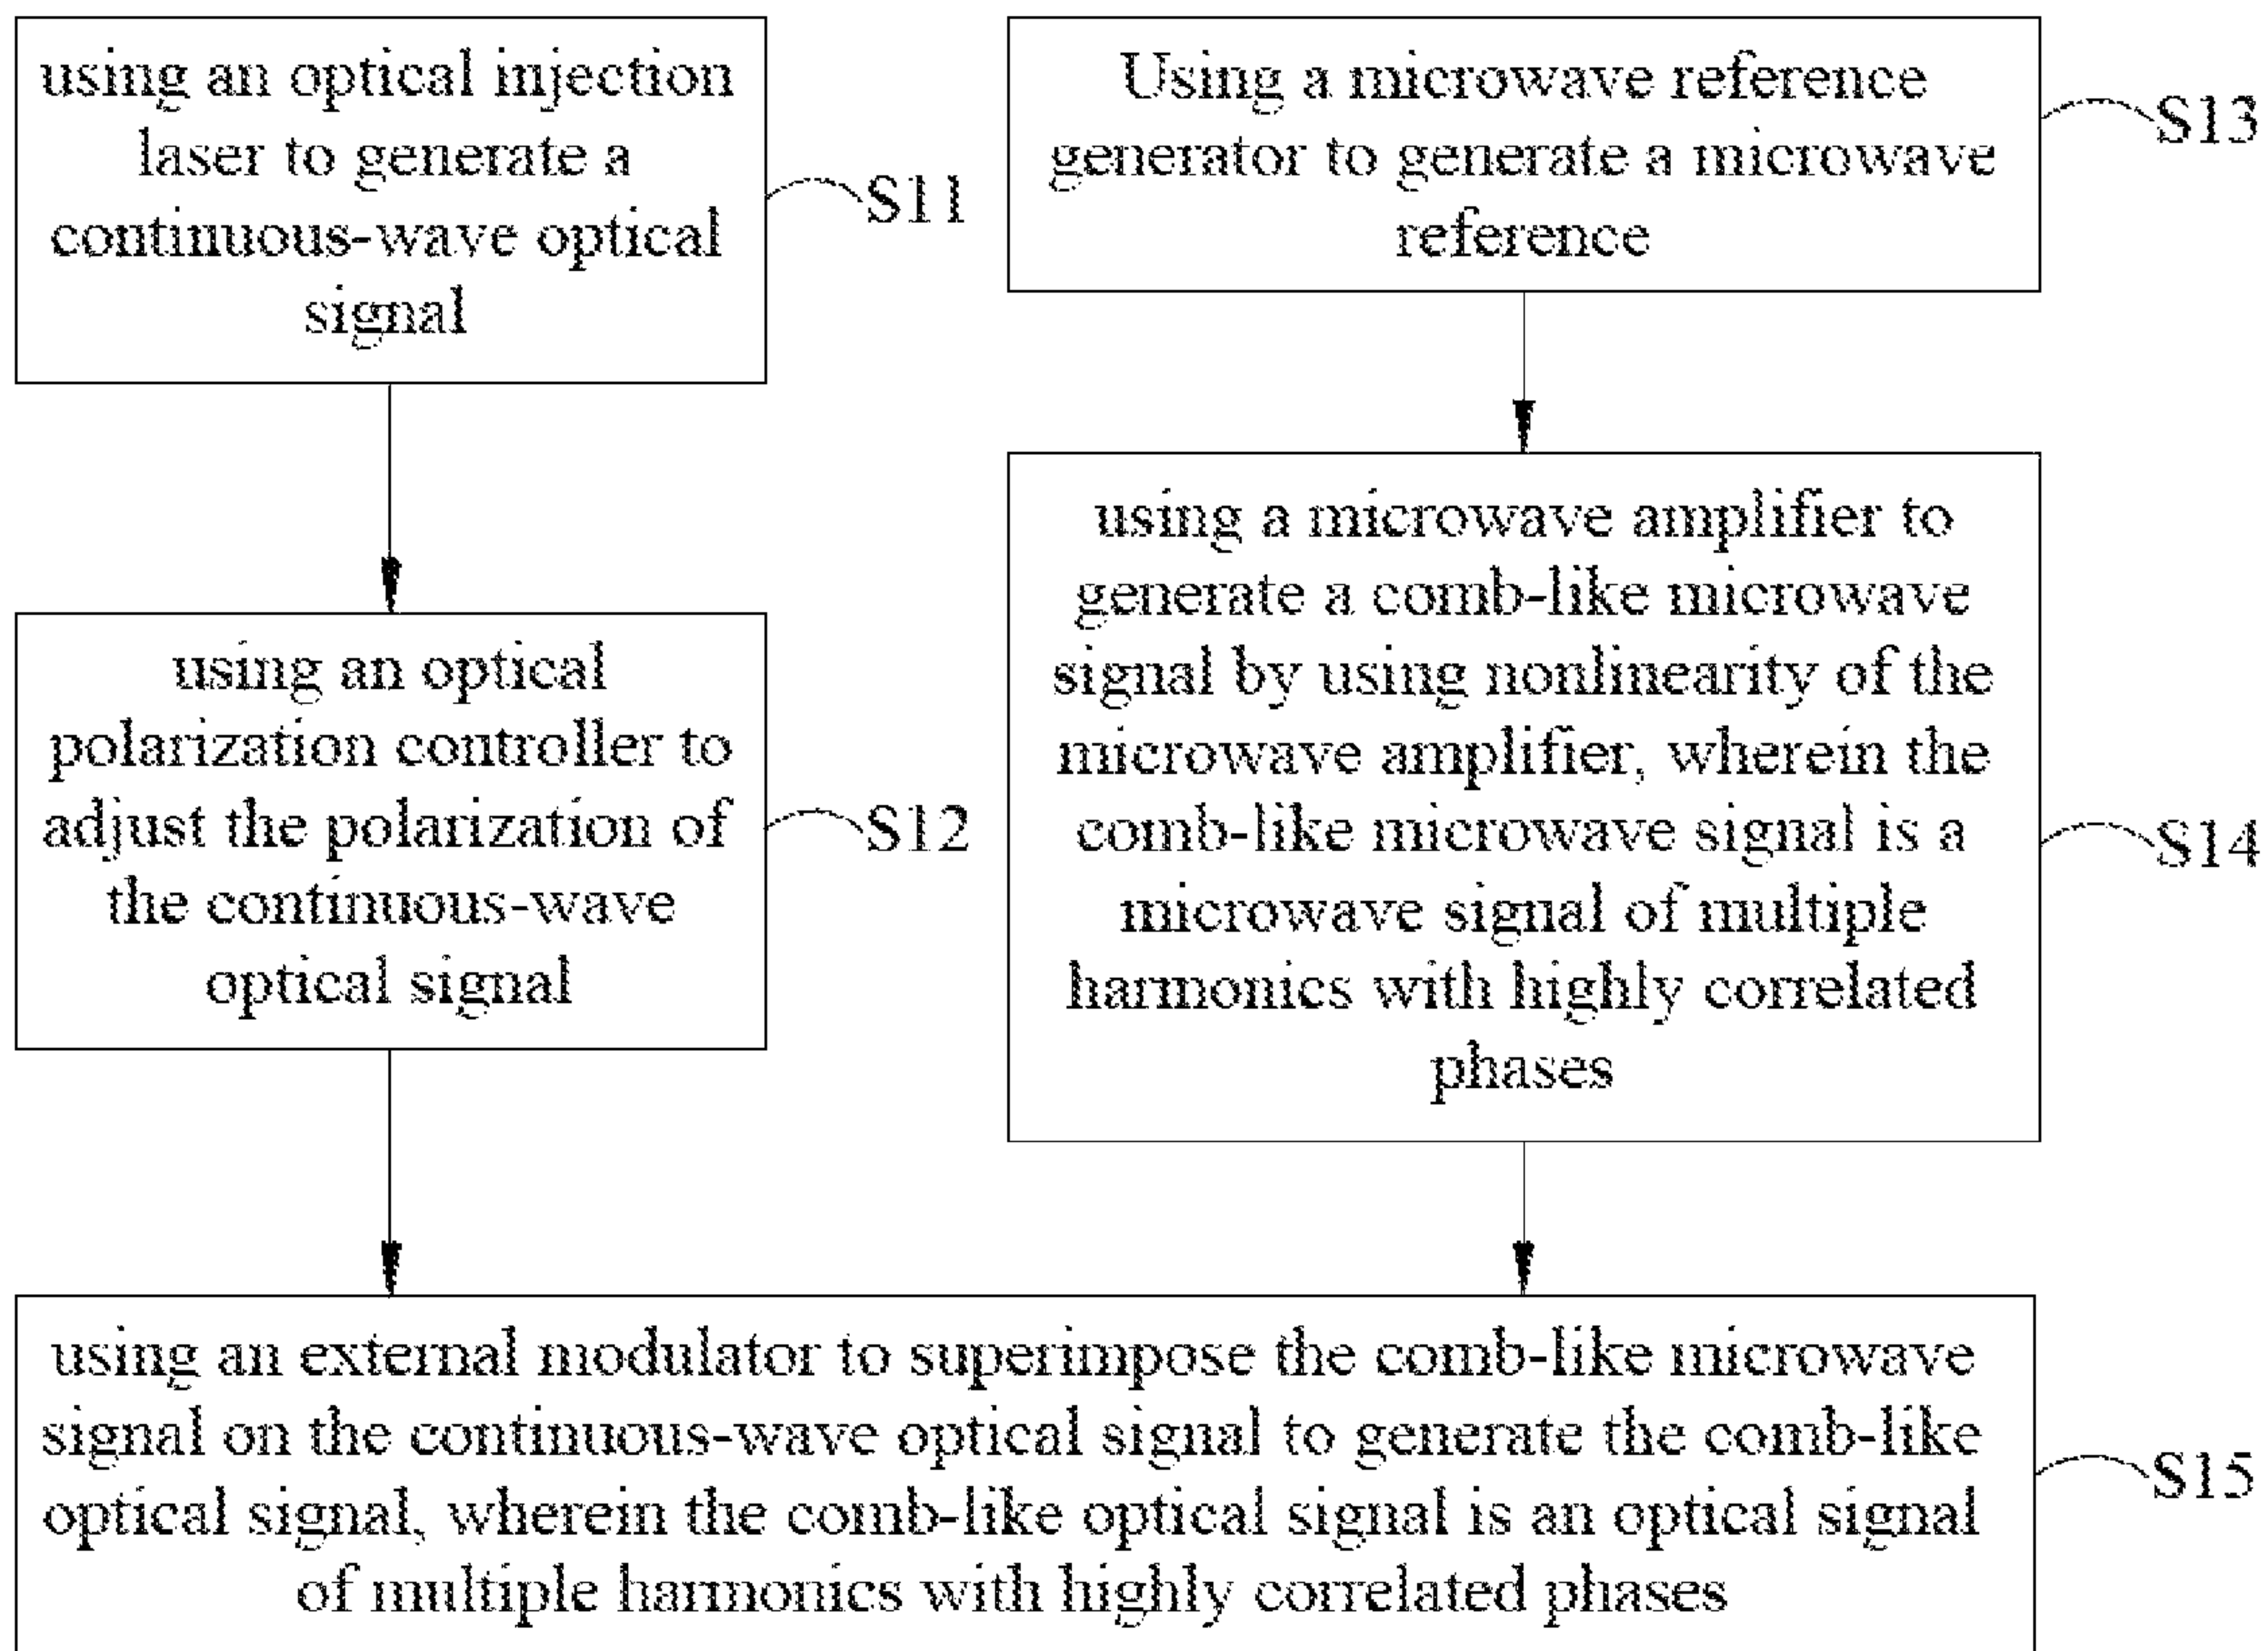 using an optical injection
laser to generate a
continuous-wave optical
signal
S11
using an optical
polarization controller to
adjust the polarization of
the continuous-wave
optical signal
S12
Using a microwave reference
generator to generate a microwave
reference
S13
using a microwave amplifier to
generate a comb-like microwave
signal by using nonlinearity of the
microwave amplifier, wherein the
comb-like microwave signal is a
microwave signal of multiple
harmonics with highly correlated
phases
S14
using an external modulator to superimpose the comb-like microwave
signal on the continuous-wave optical signal to generate the comb-like
optical signal, wherein the comb-like optical signal is an optical signal
of multiple harmonics with highly correlated phases
S15